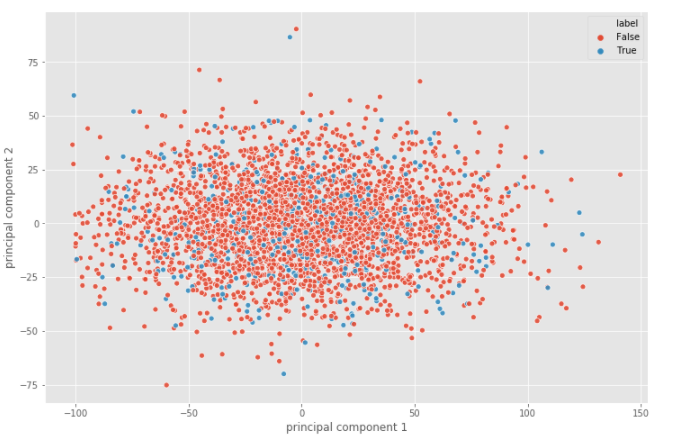 label
False
True
75
50
25
0
−25
−50
−75
principal component 2
−100
−50
0
50
100
150
principal component 1